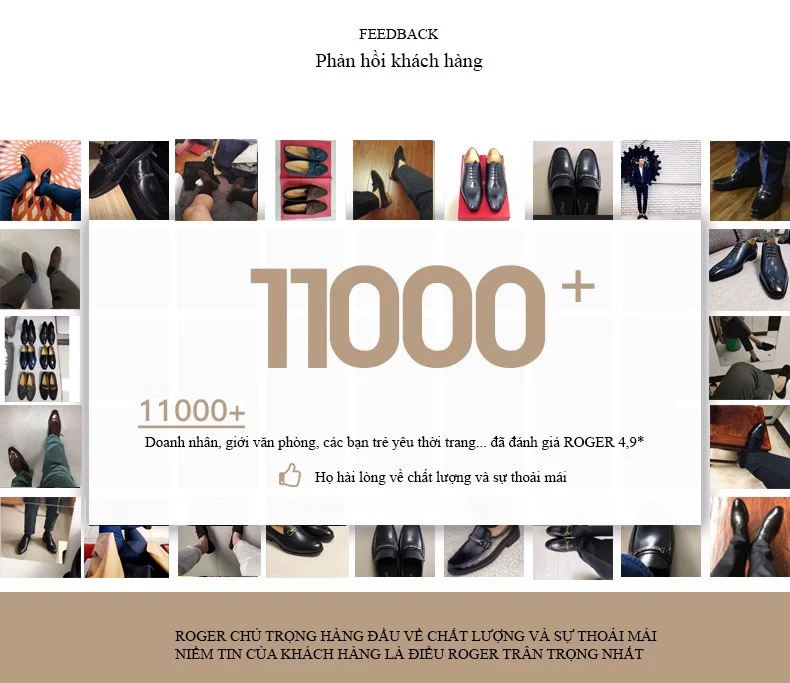 FEEDBACK
Phản hồi khách hàng
11000+
11000+
Doanh nhân, giới văn phòng, các bạn trẻ yêu thời trang... đã đánh giá ROGER 4,9*
Họ hài lòng về chất lượng và sự thoải mái
ROGER CHÚ TRỌNG HÀNG ĐẦU VỀ CHẤT LƯỢNG VÀ SỰ THOẢI MÁI
NIỀM TIN CỦA KHÁCH HÀNG LÀ ĐIỀU ROGER TRÂN TRỌNG NHẤT